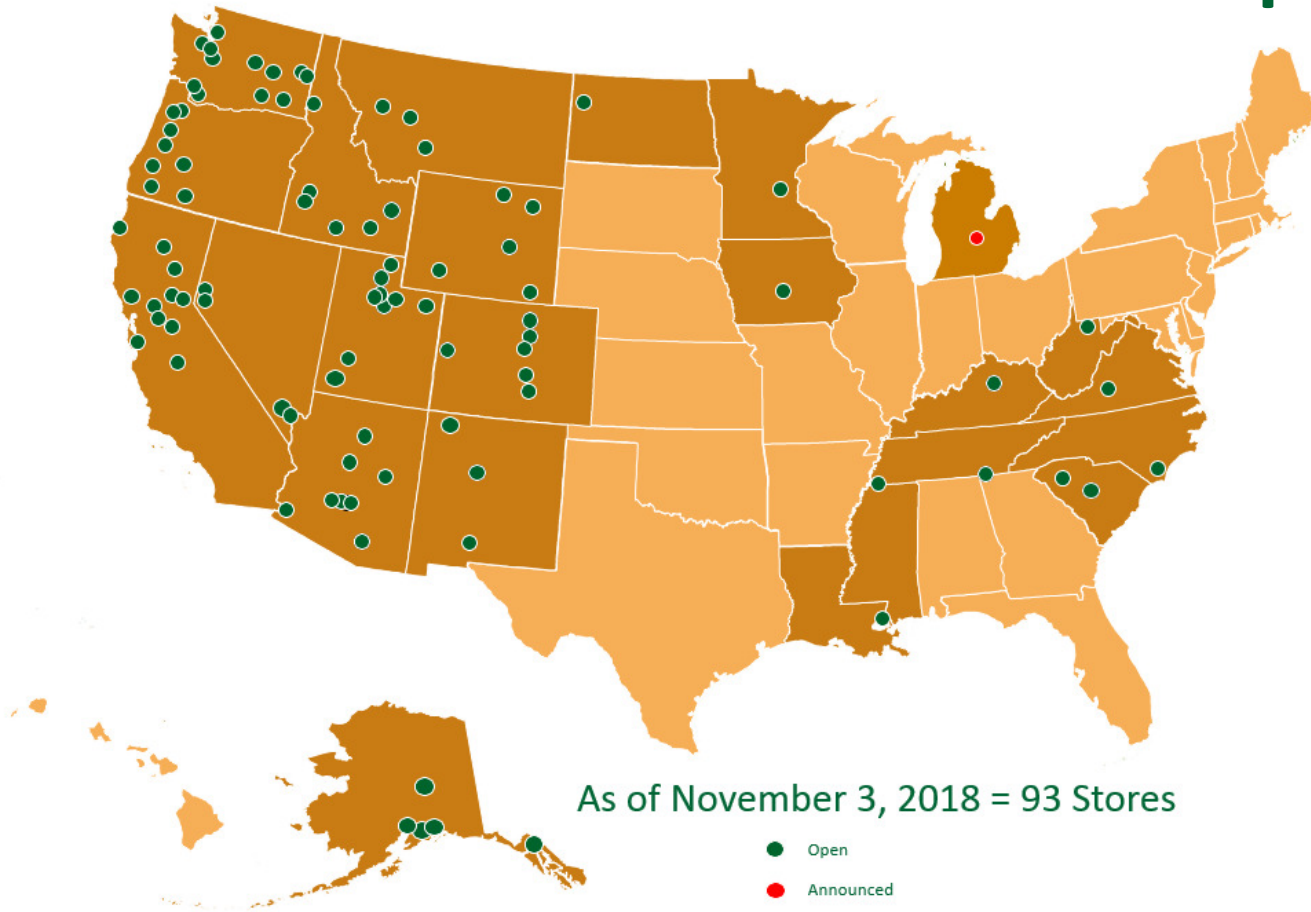 As of November 3, 2018 = 93 Stores
Open
Announced